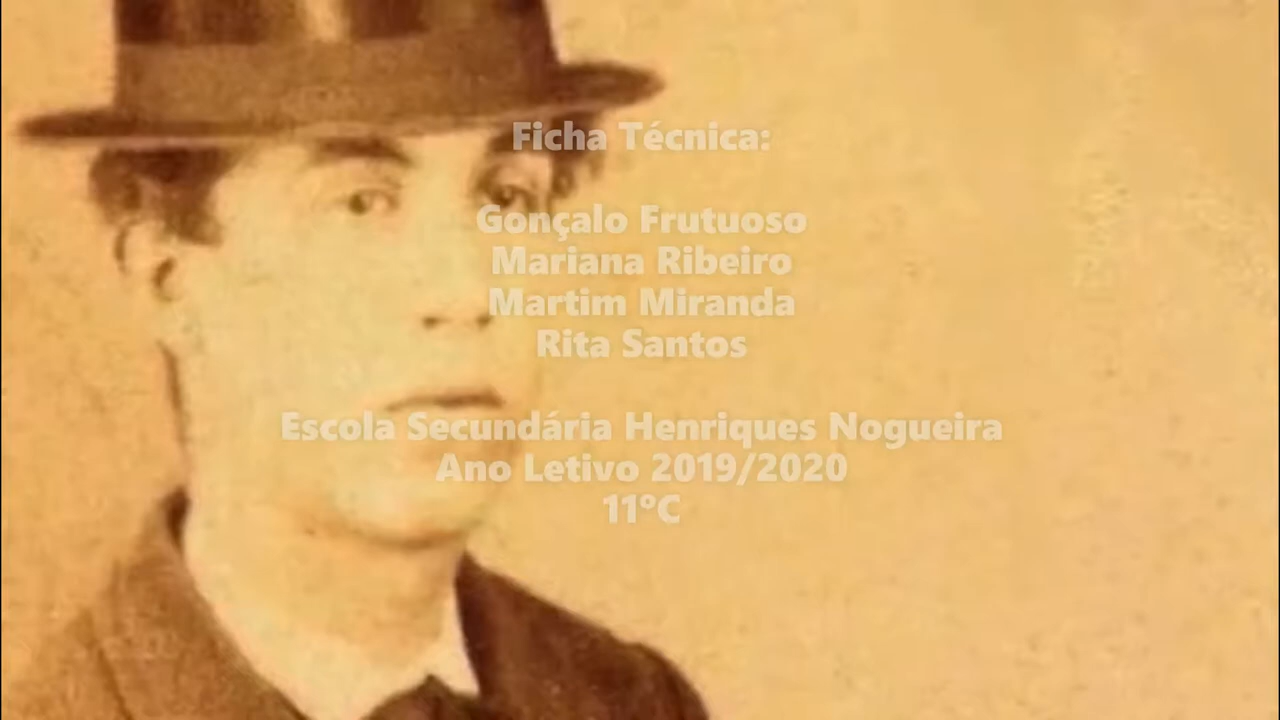 Ficha Técnica:
Gonçalo Frutuoso
Mariana Ribeiro
Martim Miranda
Rita Santos
Escola Secundária Henriques Nogueira
Ano Letivo 2019/2020
11ºC